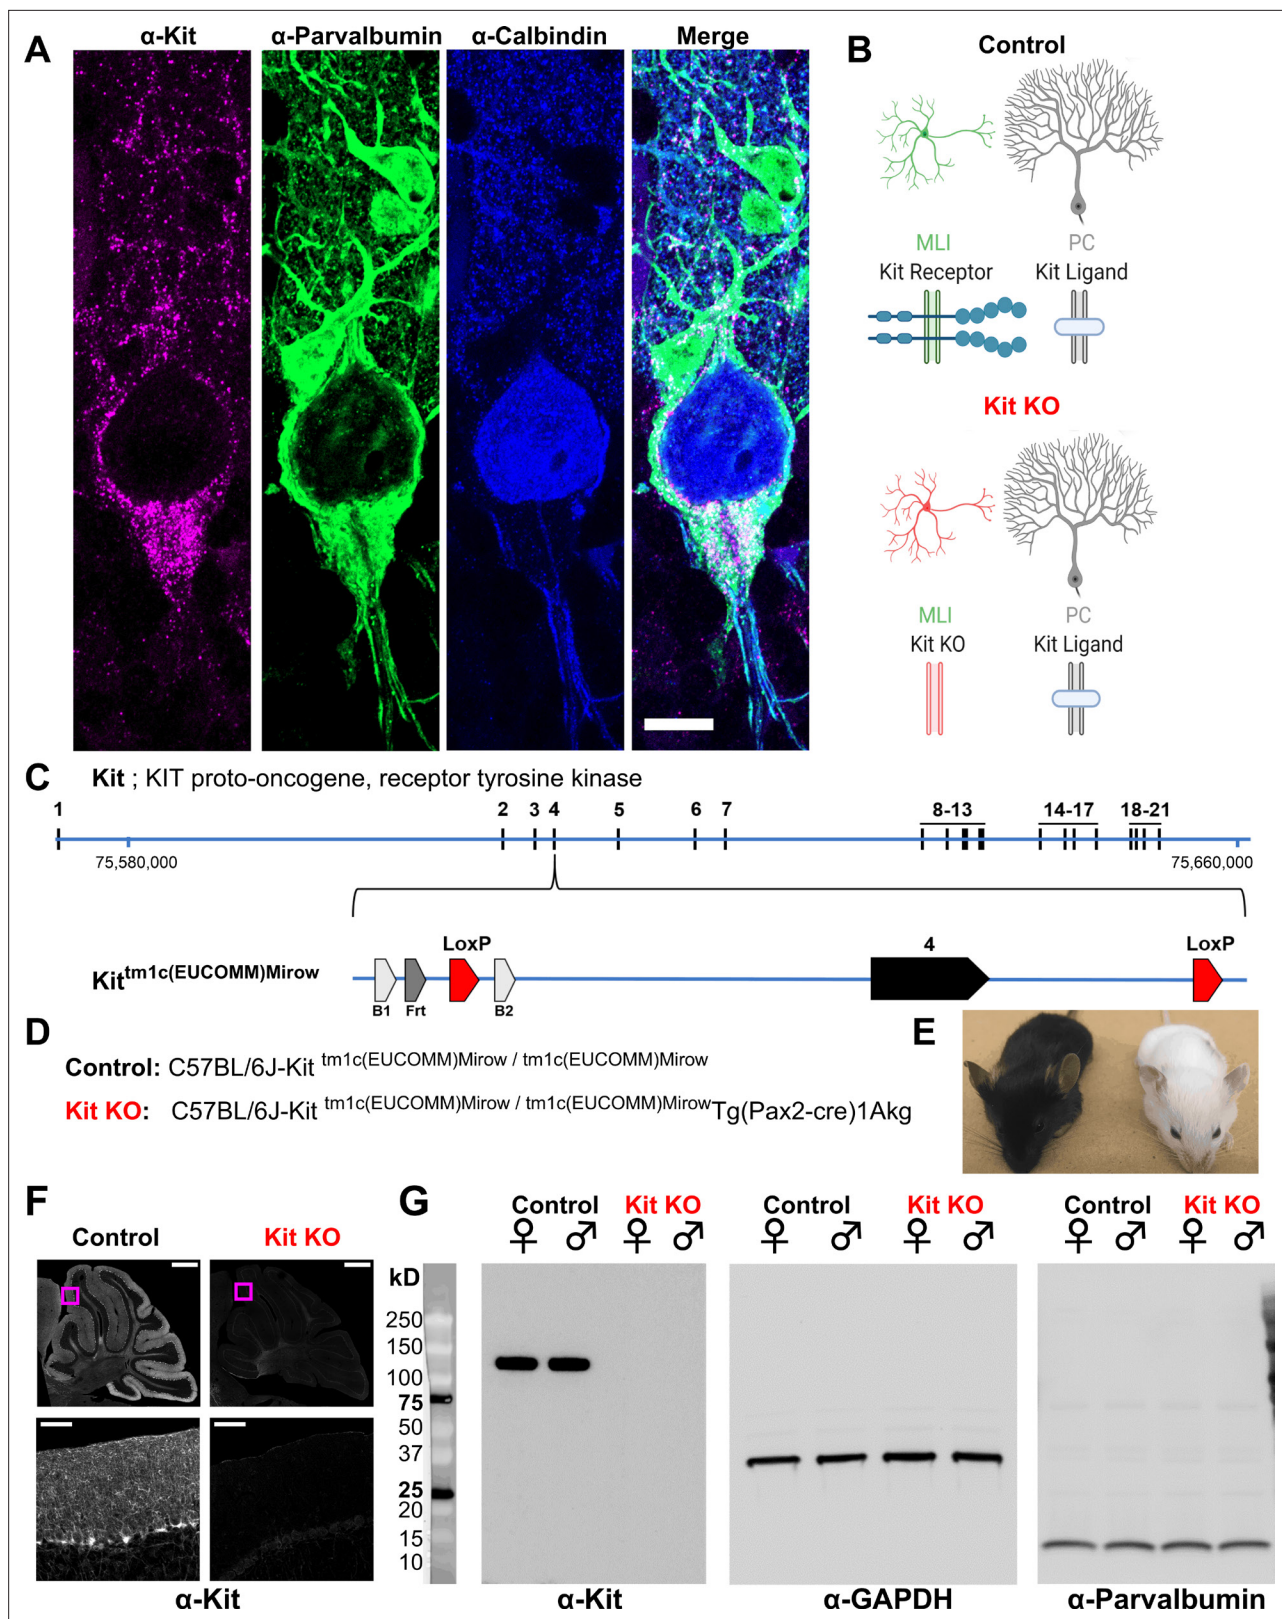 A
α-Kit
α-Parvalbumin
α-Calbindin
Merge
B
Control
MLI
Kit Receptor
PC
Kit Ligand
Kit KO
MLI
Kit KO
PC
Kit Ligand
C
Kit ; KIT proto-oncogene, receptor tyrosine kinase
1 2 3 4 5 6 7 8-13 14-17 18-21
75,580,000 75,660,000
LoxP 4 LoxP
Kit tm1c(EUCOMM)Mirow
B1 Frt B2
D
Control: C57BL/6J-Kit tm1c(EUCOMM)Mirow / tm1c(EUCOMM)Mirow
Kit KO: C57BL/6J-Kit tm1c(EUCOMM)Mirow / tm1c(EUCOMM)Mirow Tg(Pax2-cre)1Akg
E
F
Control Kit KO
α-Kit
G
Control Kit KO Control Kit KO Control Kit KO
♀ ♂ ♀ ♂ ♀ ♂ ♀ ♂ ♀ ♂ ♀ ♂
kD
250
150
100
75
50
37
25
20
15
10
α-Kit α-GAPDH α-Parvalbumin